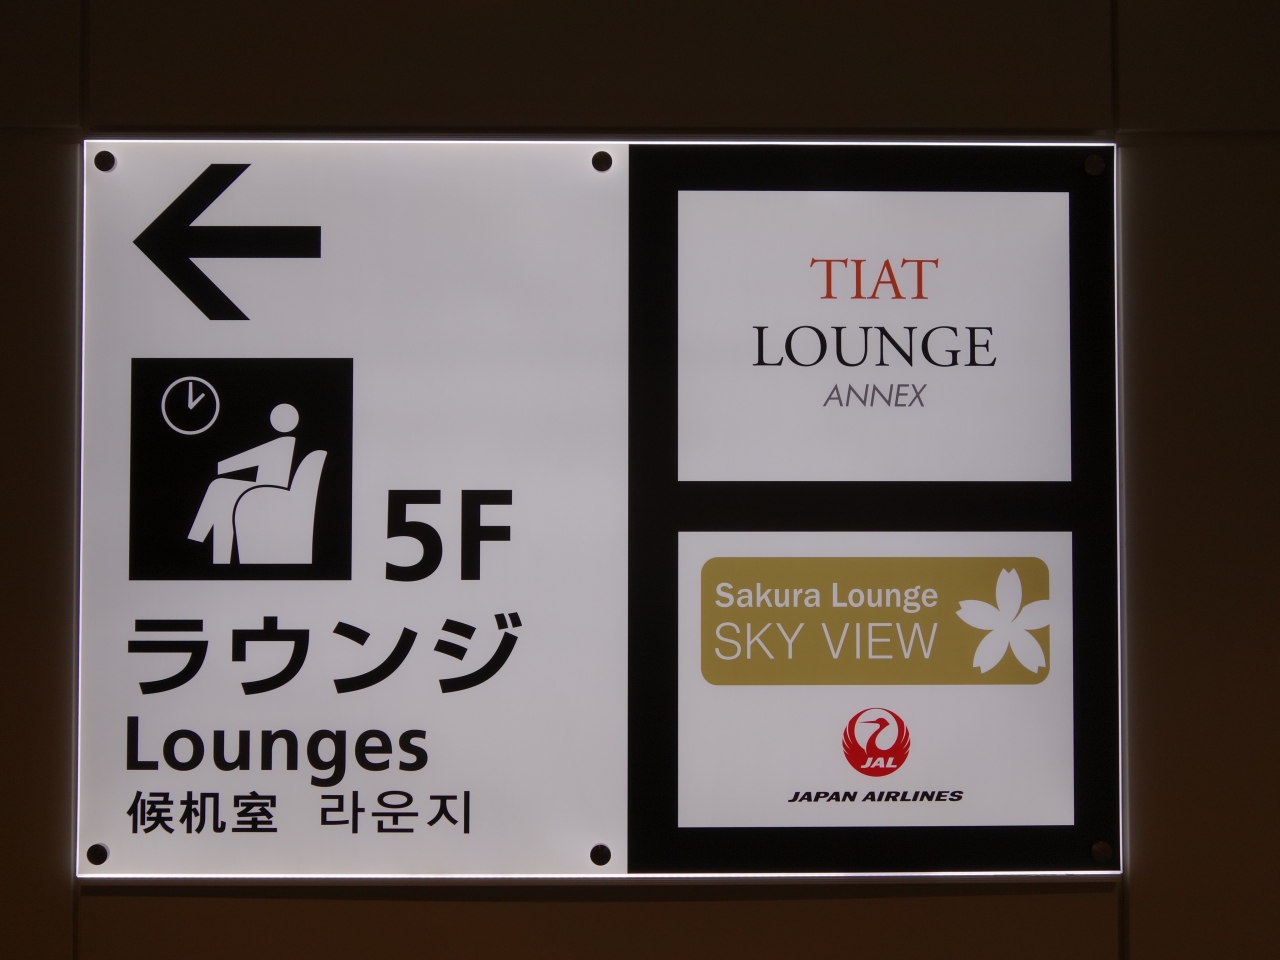 5F
ラウンジ
Lounges
候机室 라운지
TIAT
LOUNGE
ANNEX
Sakura Lounge
SKY VIEW
JAL
JAPAN AIRLINES